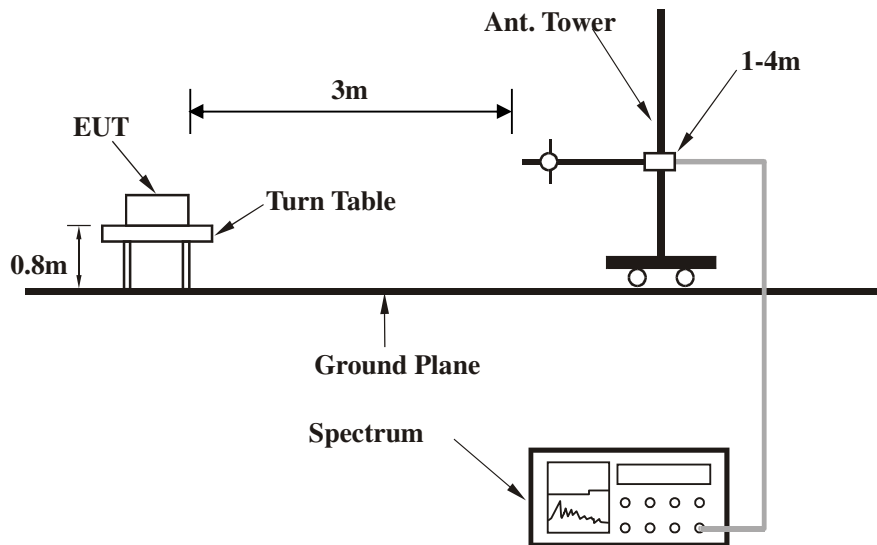 Ant. Tower
1-4m
3m
EUT
Turn Table
0.8m
Ground Plane
Spectrum